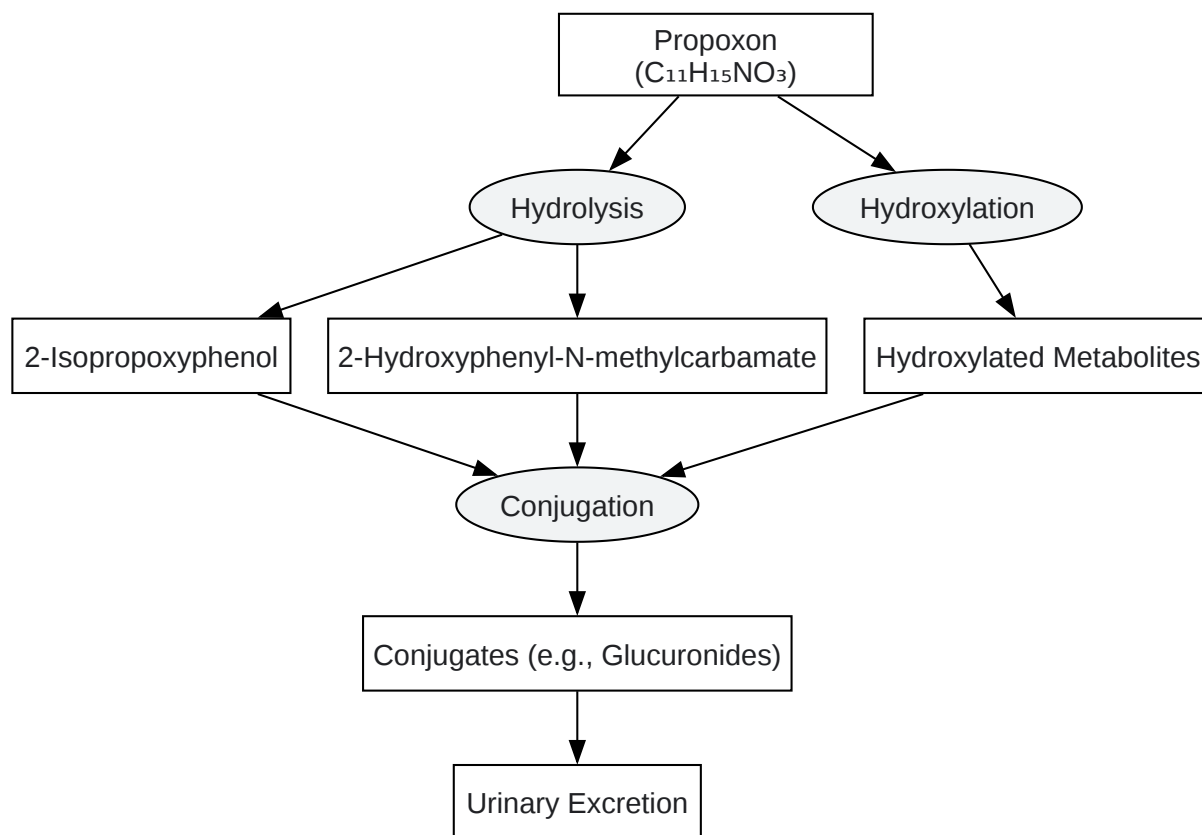 Propoxon
(C₁₁H₁₅NO₃)
Hydrolysis
Hydroxylation
2-Isopropoxyphenol
2-Hydroxyphenyl-N-methylcarbamate
Hydroxylated Metabolites
Conjugation
Conjugates (e.g., Glucuronides)
Urinary Excretion